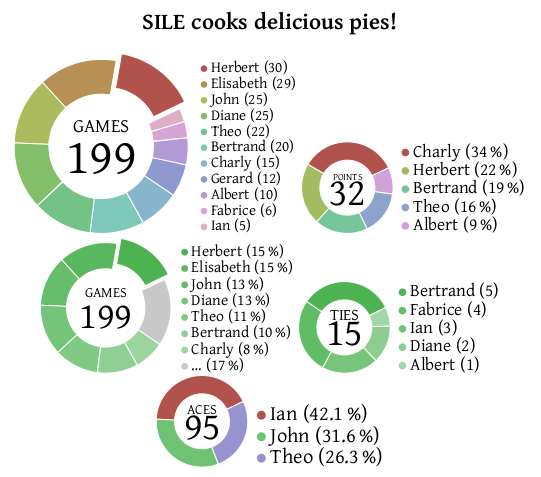 SILE cooks delicious pies!
GAMES
199
Herbert (30)
Elisabeth (29)
John (25)
Diane (25)
Theo (22)
Bertrand (20)
Charly (15)
Gerard (12)
Albert (10)
Fabrice (6)
Ian (5)
POINTS
32
Charly (34 %)
Herbert (22 %)
Bertrand (19 %)
Theo (16 %)
Albert (9 %)
GAMES
199
Herbert (15 %)
Elisabeth (15 %)
John (13 %)
Diane (13 %)
Theo (11 %)
Bertrand (10 %)
Charly (8 %)
... (17 %)
TIES
15
Bertrand (5)
Fabrice (4)
Ian (3)
Diane (2)
Albert (1)
ACES
95
Ian (42.1 %)
John (31.6 %)
Theo (26.3 %)